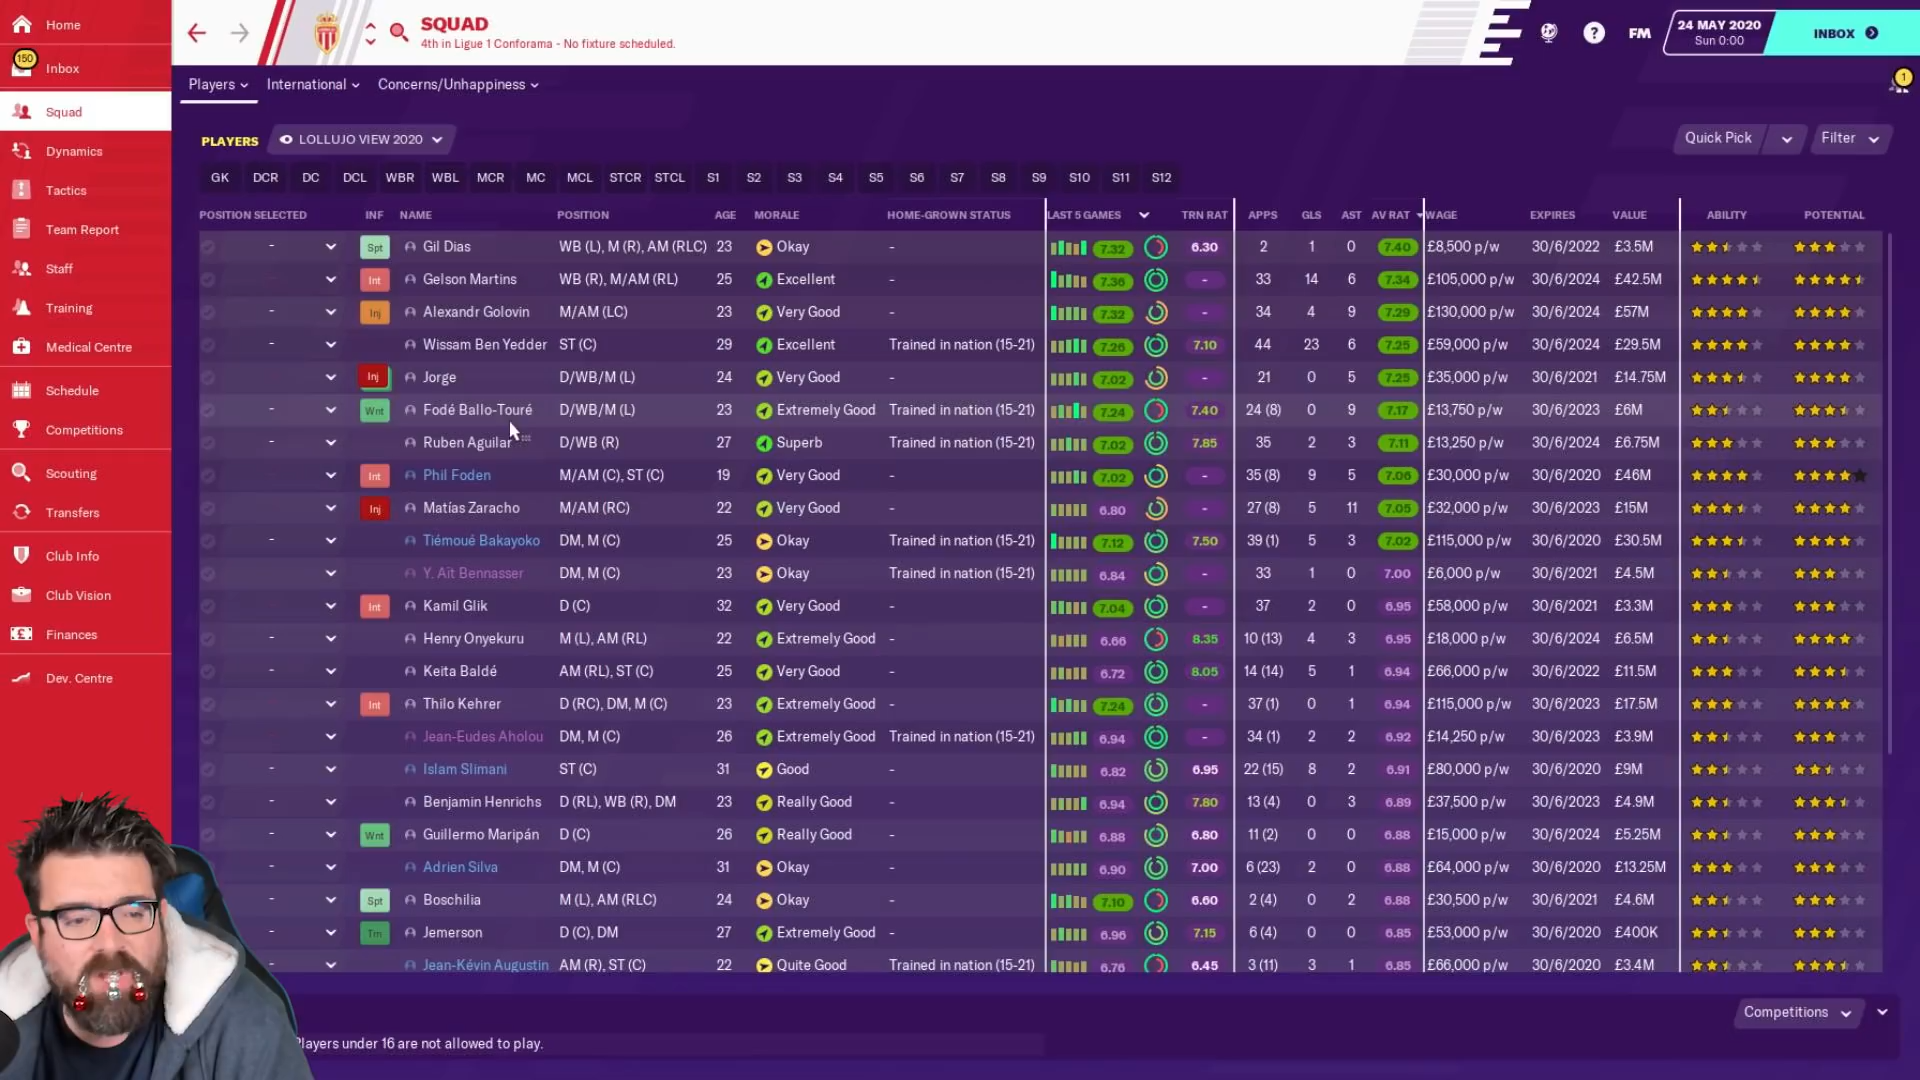 Home
SQUAD
4th in Ligue 1 Conforama - No fixture scheduled.
FM
24 MAY 2020
Sun 0:00
INBOX
150
Inbox
Squad
Dynamics
Tactics
Team Report
Staff
Training
Medical Centre
Schedule
Competitions
Scouting
Transfers
Club Info
Club Vision
Finances
Dev. Centre
Players International Concerns/Unhappiness
1
PLAYERS LOLLUJO VIEW 2020 Quick Pick Filter
GK DCR DC DCL WBR WBL MCR MC MCL STCR STCL S1 S2 S3 S4 S5 S6 S7 S8 S9 S10 S11 S12
POSITION SELECTED INF NAME POSITION AGE MORALE HOME-GROWN STATUS LAST 5 GAMES TRN RAT APPS GLS AST AV RAT WAGE EXPIRES VALUE ABILITY POTENTIAL
- Spt Gil Dias WB (L), M (R), AM (RLC) 23 Okay - 7.32 6.30 2 1 0 7.40 £8,500 p/w 30/6/2022 £3.5M
- Int Gelson Martins WB (R), M/AM (RL) 25 Excellent - 7.36 - 33 14 6 7.34 £105,000 p/w 30/6/2024 £42.5M
- Inj Alexandr Golovin M/AM (LC) 23 Very Good - 7.32 - 34 4 9 7.29 £130,000 p/w 30/6/2024 £57M
- Wissam Ben Yedder ST (C) 29 Excellent Trained in nation (15-21) 7.26 7.10 44 23 6 7.25 £59,000 p/w 30/6/2024 £29.5M
- Inj Jorge D/WB/M (L) 24 Very Good - 7.02 - 21 0 5 7.25 £35,000 p/w 30/6/2021 £14.75M
- Wnt Fodé Ballo-Touré D/WB/M (L) 23 Extremely Good Trained in nation (15-21) 7.24 7.40 24 (8) 0 9 7.17 £13,750 p/w 30/6/2023 £6M
- Ruben Aguilar D/WB (R) 27 Superb Trained in nation (15-21) 7.02 7.85 35 2 3 7.11 £13,250 p/w 30/6/2024 £6.75M
- Int Phil Foden M/AM (C), ST (C) 19 Very Good - 7.02 - 35 (8) 9 5 7.06 £30,000 p/w 30/6/2020 £46M
- Inj Matías Zaracho M/AM (RC) 22 Very Good - 6.80 - 27 (8) 5 11 7.05 £32,000 p/w 30/6/2023 £15M
- Tiémoué Bakayoko DM, M (C) 25 Okay Trained in nation (15-21) 7.12 7.50 39 (1) 5 3 7.02 £115,000 p/w 30/6/2020 £30.5M
- Y. Aït Bennasser DM, M (C) 23 Okay Trained in nation (15-21) 6.84 - 33 1 0 7.00 £6,000 p/w 30/6/2021 £4.5M
- Int Kamil Glik D (C) 32 Very Good - 7.04 - 37 2 0 6.95 £58,000 p/w 30/6/2021 £3.3M
- Henry Onyekuru M (L), AM (RL) 22 Extremely Good - 6.66 8.35 10 (13) 4 3 6.95 £18,000 p/w 30/6/2024 £6.5M
- Keita Baldé AM (RL), ST (C) 25 Very Good - 6.72 8.05 14 (14) 5 1 6.94 £66,000 p/w 30/6/2022 £11.5M
- Int Thilo Kehrer D (RC), DM, M (C) 23 Extremely Good - 7.24 - 37 (1) 0 1 6.94 £115,000 p/w 30/6/2023 £17.5M
- Jean-Eudes Aholou DM, M (C) 26 Extremely Good Trained in nation (15-21) 6.94 - 34 (1) 2 2 6.92 £14,250 p/w 30/6/2023 £3.9M
- Islam Slimani ST (C) 31 Good - 6.82 6.95 22 (15) 8 2 6.91 £80,000 p/w 30/6/2020 £9M
- Benjamin Henrichs D (RL), WB (R), DM 23 Really Good - 6.94 7.80 13 (4) 0 3 6.89 £37,500 p/w 30/6/2023 £4.9M
- Wnt Guillermo Maripán D (C) 26 Really Good - 6.88 6.80 11 (2) 0 0 6.88 £15,000 p/w 30/6/2024 £5.25M
- Adrien Silva DM, M (C) 31 Okay - 6.90 7.00 6 (23) 2 0 6.88 £64,000 p/w 30/6/2020 £13.25M
- Spt Boschilia M (L), AM (RLC) 24 Okay - 7.10 6.60 2 (4) 0 2 6.88 £30,500 p/w 30/6/2021 £4.6M
- Tm Jemerson D (C), DM 27 Extremely Good - 6.96 7.15 6 (4) 0 0 6.85 £53,000 p/w 30/6/2020 £400K
- Jean-Kévin Augustin AM (R), ST (C) 22 Quite Good Trained in nation (15-21) 6.76 6.45 3 (11) 3 1 6.85 £66,000 p/w 30/6/2020 £3.4M
Competitions
Players under 16 are not allowed to play.